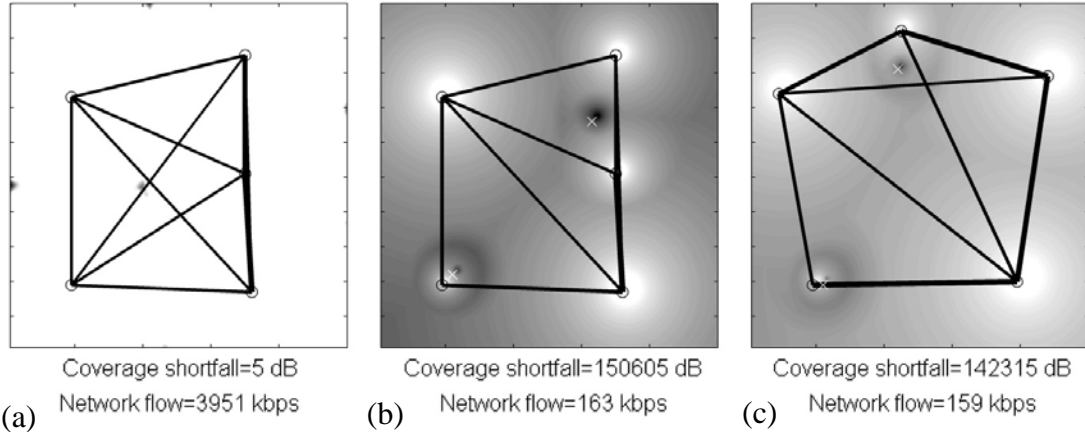 Coverage shortfall=5 dB
Network flow=3951 kbps
(a)
Coverage shortfall=150605 dB
Network flow=163 kbps
(b)
Coverage shortfall=142315 dB
Network flow=159 kbps
(c)